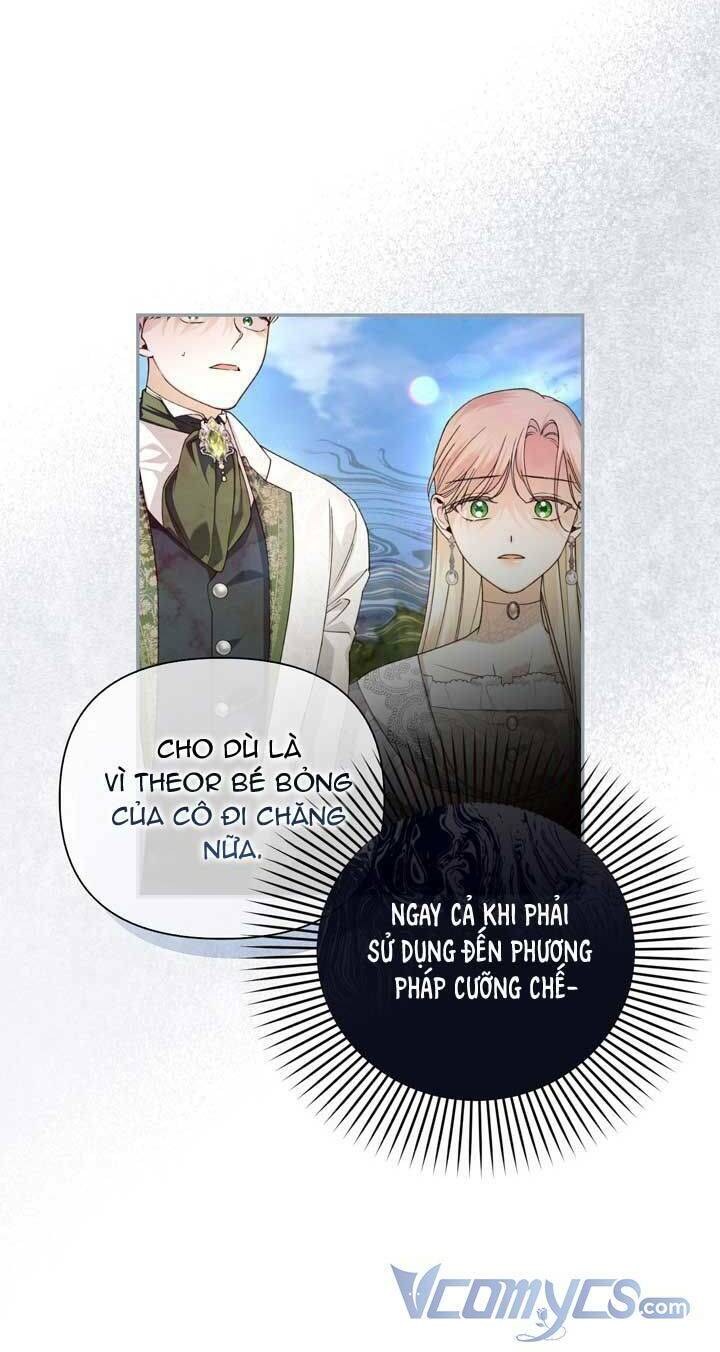 CHO DÙ LÀ
VÌ THEOR BÉ BỎNG
CỦA CÔ ĐI CHĂNG
NỮA.
NGAY CẢ KHI PHẢI
SỬ DỤNG ĐẾN PHƯƠNG
PHÁP CƯỠNG CHẾ-
VCOMYCS.com